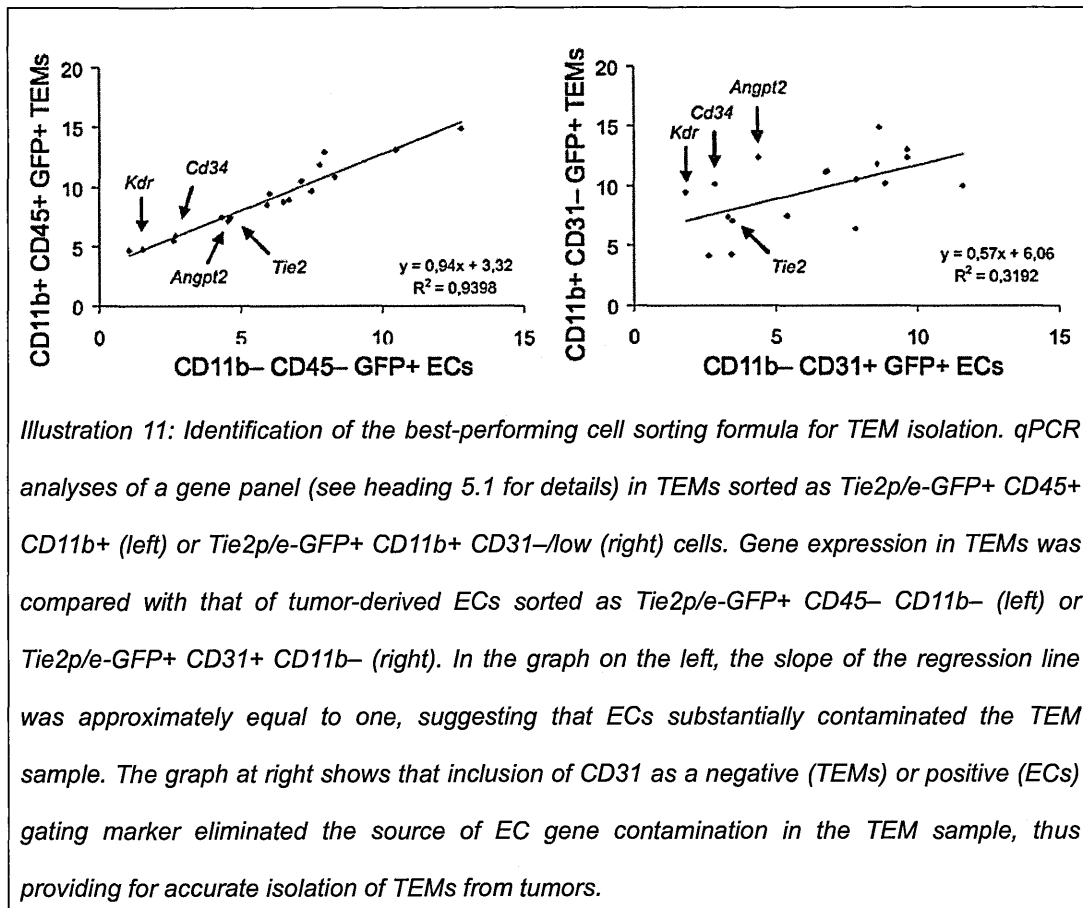 CD11b+ CD45+ GFP+ TEMs
20
15
10
5
0
0
5
10
15
Kdr
Cd34
Angpt2
Tie2
y = 0,94x + 3,32
R² = 0,9398
CD11b– CD45– GFP+ ECs
CD11b+ CD31– GFP+ TEMs
20
15
10
5
0
0
5
10
15
Kdr
Cd34
Angpt2
Tie2
y = 0,57x + 6,06
R² = 0,3192
CD11b– CD31+ GFP+ ECs
Illustration 11: Identification of the best-performing cell sorting formula for TEM isolation. qPCR
analyses of a gene panel (see heading 5.1 for details) in TEMs sorted as Tie2p/e-GFP+ CD45+
CD11b+ (left) or Tie2p/e-GFP+ CD11b+ CD31–/low (right) cells. Gene expression in TEMs was
compared with that of tumor-derived ECs sorted as Tie2p/e-GFP+ CD45– CD11b– (left) or
Tie2p/e-GFP+ CD31+ CD11b– (right). In the graph on the left, the slope of the regression line
was approximately equal to one, suggesting that ECs substantially contaminated the TEM
sample. The graph at right shows that inclusion of CD31 as a negative (TEMs) or positive (ECs)
gating marker eliminated the source of EC gene contamination in the TEM sample, thus
providing for accurate isolation of TEMs from tumors.